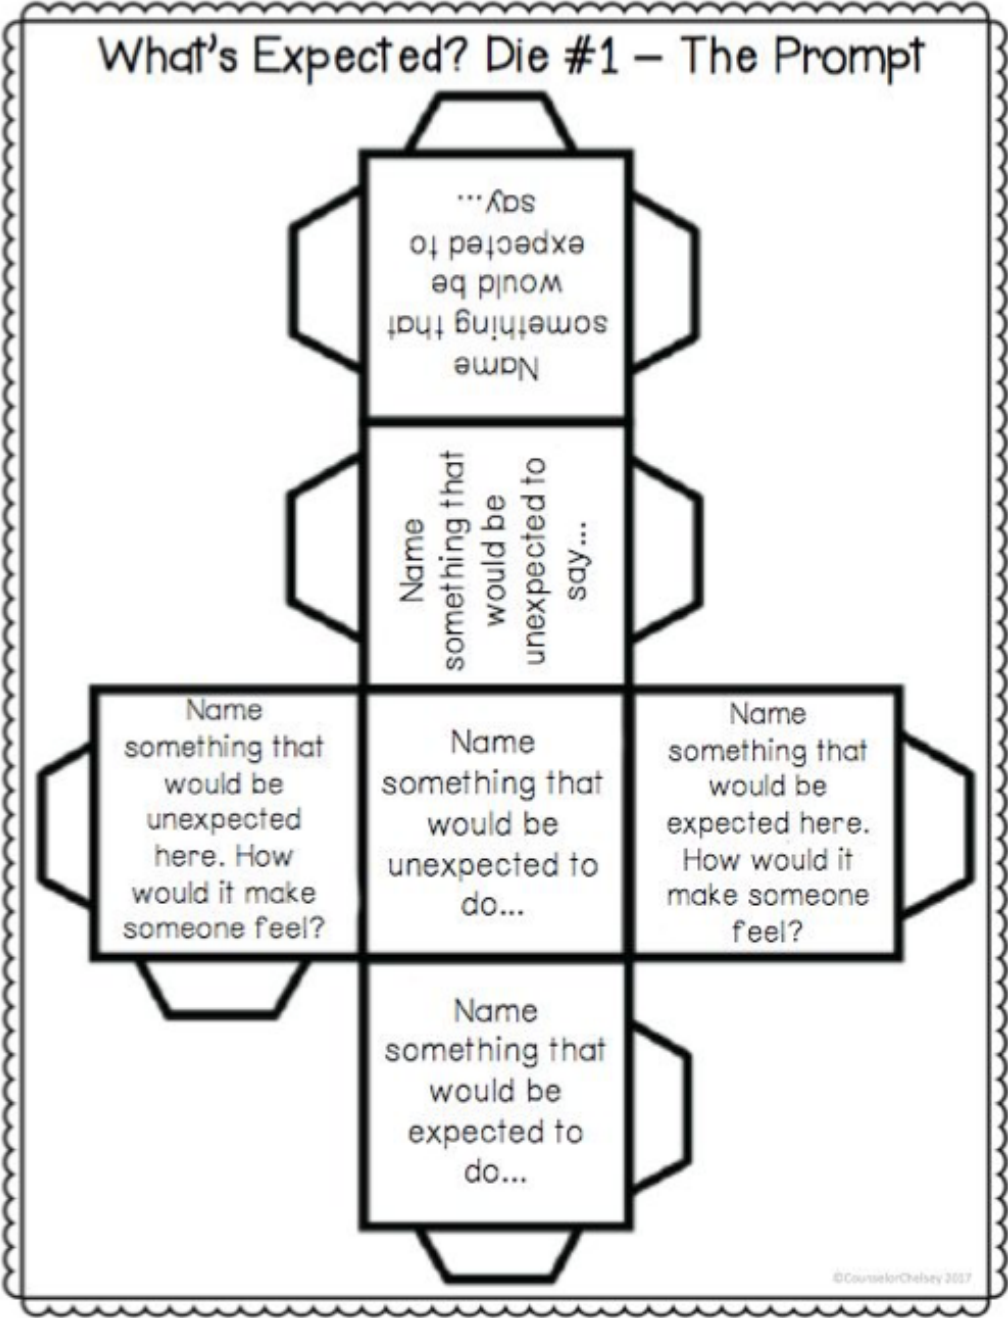 What's Expected? Die #1 – The Prompt
Name
something that
would be
expected to
say...
Name
something that
would be
unexpected to
say...
Name
something that
would be
unexpected
here. How
would it make
someone feel?
Name
something that
would be
unexpected to
do...
Name
something that
would be
expected here.
How would it
make someone
feel?
Name
something that
would be
expected to
do...
©CounselorChelsey 2017